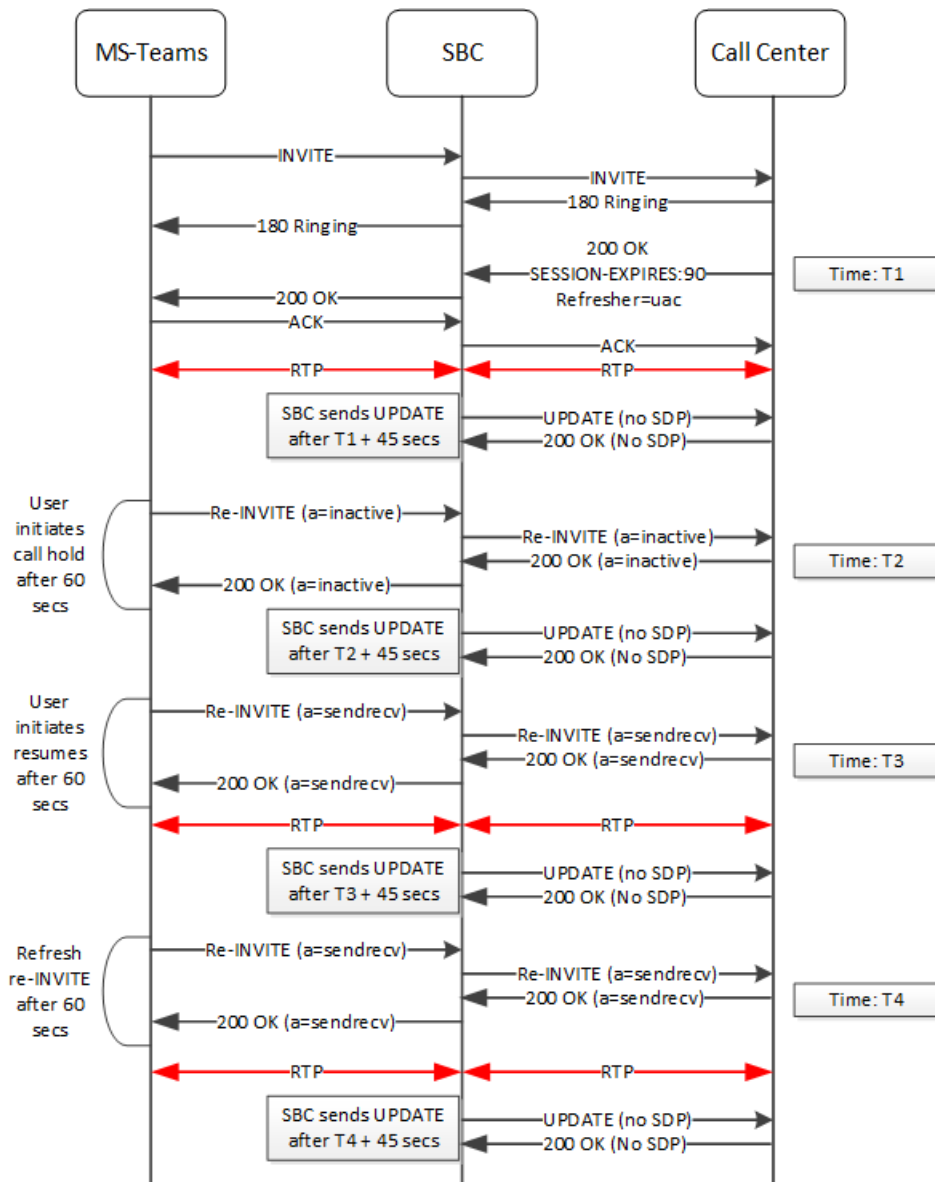 MS-Teams
SBC
Call Center
INVITE
INVITE
180 Ringing
180 Ringing
200 OK
SESSION-EXPIRES:90
Refresher=uac
Time: T1
200 OK
ACK
ACK
RTP
RTP
SBC sends UPDATE
after T1 + 45 secs
UPDATE (no SDP)
200 OK (No SDP)
User
initiates
call hold
after 60
secs
Re-INVITE (a=inactive)
Re-INVITE (a=inactive)
200 OK (a=inactive)
Time: T2
200 OK (a=inactive)
SBC sends UPDATE
after T2 + 45 secs
UPDATE (no SDP)
200 OK (No SDP)
User
initiates
resumes
after 60
secs
Re-INVITE (a=sendrecv)
Re-INVITE (a=sendrecv)
200 OK (a=sendrecv)
Time: T3
200 OK (a=sendrecv)
RTP
RTP
SBC sends UPDATE
after T3 + 45 secs
UPDATE (no SDP)
200 OK (No SDP)
Refresh
re-INVITE
after 60
secs
Re-INVITE (a=sendrecv)
Re-INVITE (a=sendrecv)
200 OK (a=sendrecv)
Time: T4
200 OK (a=sendrecv)
RTP
RTP
SBC sends UPDATE
after T4 + 45 secs
UPDATE (no SDP)
200 OK (No SDP)